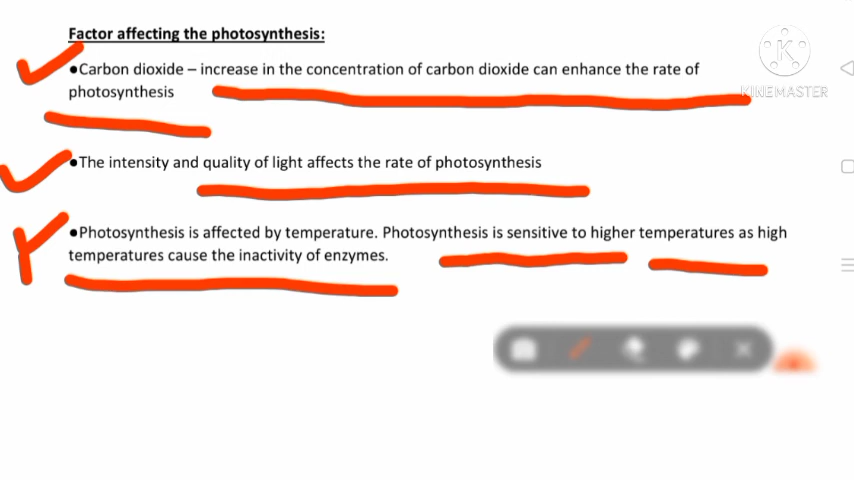 Factor affecting the photosynthesis:
●Carbon dioxide – increase in the concentration of carbon dioxide can enhance the rate of
photosynthesis
●The intensity and quality of light affects the rate of photosynthesis
●Photosynthesis is affected by temperature. Photosynthesis is sensitive to higher temperatures as high
temperatures cause the inactivity of enzymes.
K
KINEMASTER